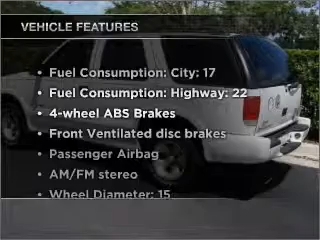 VEHICLE FEATURES
• Fuel Consumption: City: 17
• Fuel Consumption: Highway: 22
• 4-wheel ABS Brakes
• Front Ventilated disc brakes
• Passenger Airbag
• AM/FM stereo
• Wheel Diameter: 15